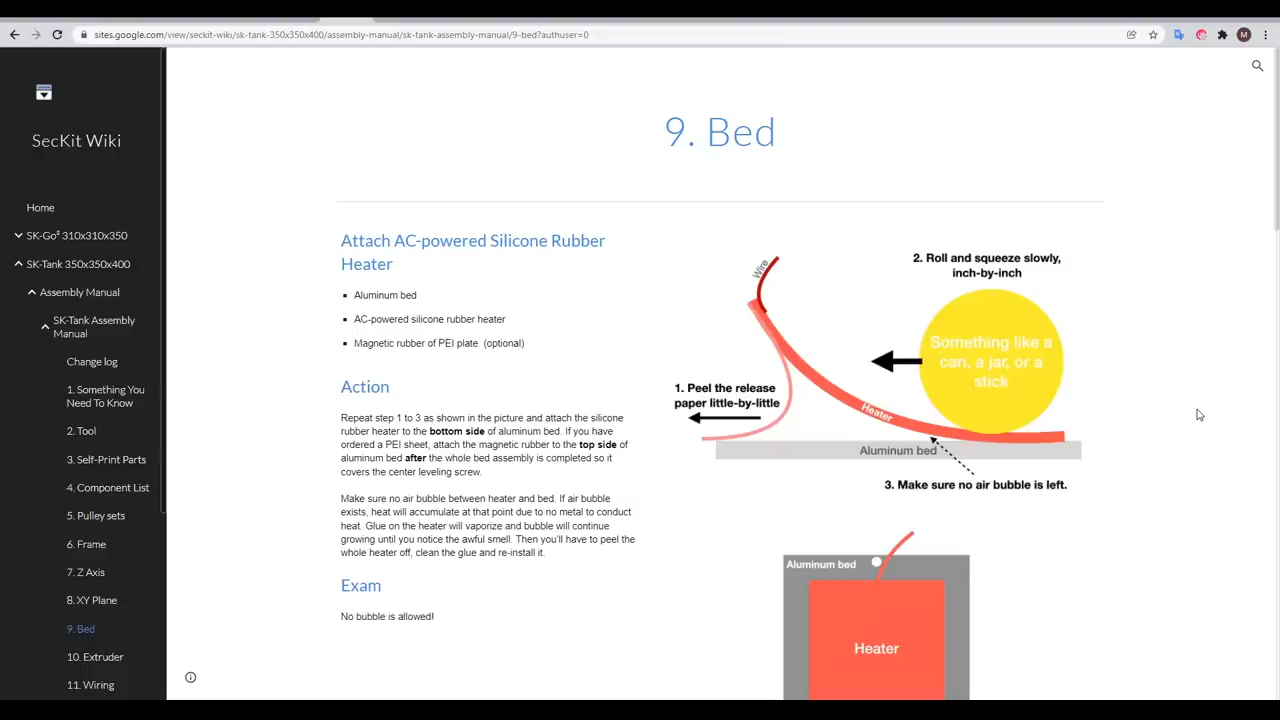 sites.google.com/view/seckit-wiki/sk-tank-350x350x400/assembly-manual/sk-tank-assembly-manual/9-bed?authuser=0
M
SecKit Wiki
Home
SK-Go² 310x310x350
SK-Tank 350x350x400
Assembly Manual
SK-Tank Assembly
Manual
Change log
1. Something You
Need To Know
2. Tool
3. Self-Print Parts
4. Component List
5. Pulley sets
6. Frame
7. Z Axis
8. XY Plane
9. Bed
10. Extruder
11. Wiring
9. Bed
Attach AC-powered Silicone Rubber
Heater
Aluminum bed
AC-powered silicone rubber heater
Magnetic rubber of PEI plate (optional)
Action
Repeat step 1 to 3 as shown in the picture and attach the silicone
rubber heater to the bottom side of aluminum bed. If you have
ordered a PEI sheet, attach the magnetic rubber to the top side of
aluminum bed after the whole bed assembly is completed so it
covers the center leveling screw.
Make sure no air bubble between heater and bed. If air bubble
exists, heat will accumulate at that point due to no metal to conduct
heat. Glue on the heater will vaporize and bubble will continue
growing until you notice the awful smell. Then you'll have to peel the
whole heater off, clean the glue and re-install it.
Exam
No bubble is allowed!
Wire
2. Roll and squeeze slowly,
inch-by-inch
Something like a
can, a jar, or a
stick
1. Peel the release
paper little-by-little
Heater
Aluminum bed
3. Make sure no air bubble is left.
Aluminum bed
Heater